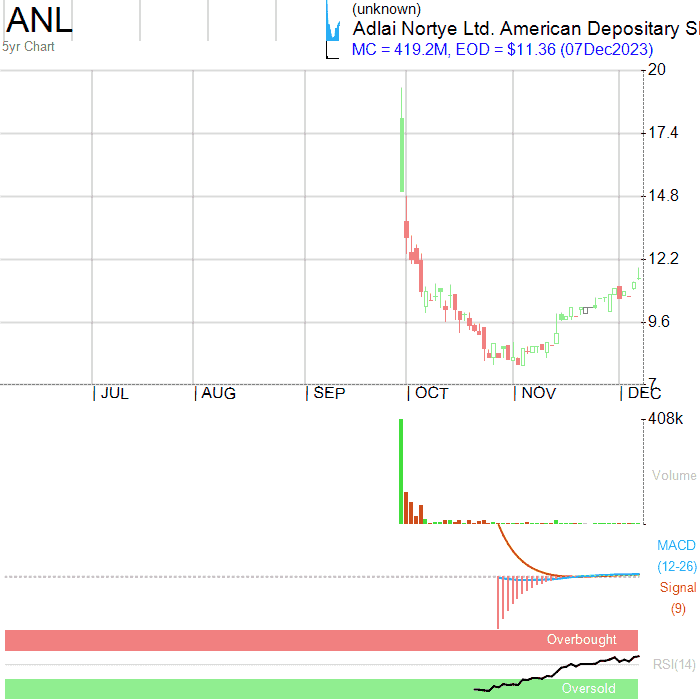 ANL
5yr Chart
(unknown)
Adlai Nortye Ltd. American Depositary
MC = 419.2M, EOD = $11.36 (07Dec2023)
20
17.4
14.8
12.2
9.6
7
JUL AUG SEP OCT NOV DEC
408k
Volume
MACD
(12-26)
Signal
(9)
Overbought
RSI(14)
Oversold